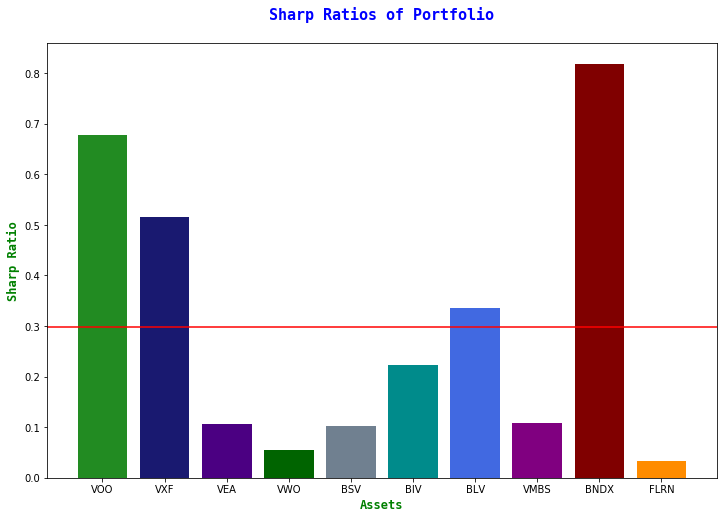 Sharp Ratios of Portfolio
0.8
0.7
0.6
0.5
0.4
0.3
0.2
0.1
0.0
Sharp Ratio
VOO VXF VEA VWO BSV BIV BLV VMBS BNDX FLRN
Assets